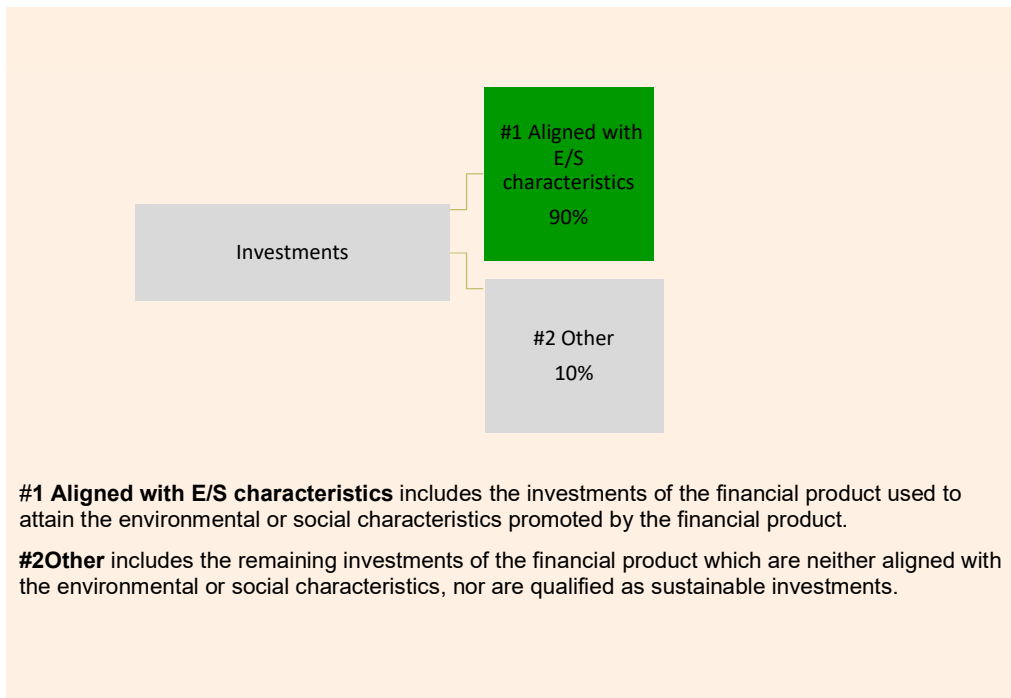 #1 Aligned with
E/S
characteristics
90%
Investments
#2 Other
10%
#1 Aligned with E/S characteristics includes the investments of the financial product used to
attain the environmental or social characteristics promoted by the financial product.
#2Other includes the remaining investments of the financial product which are neither aligned with
the environmental or social characteristics, nor are qualified as sustainable investments.